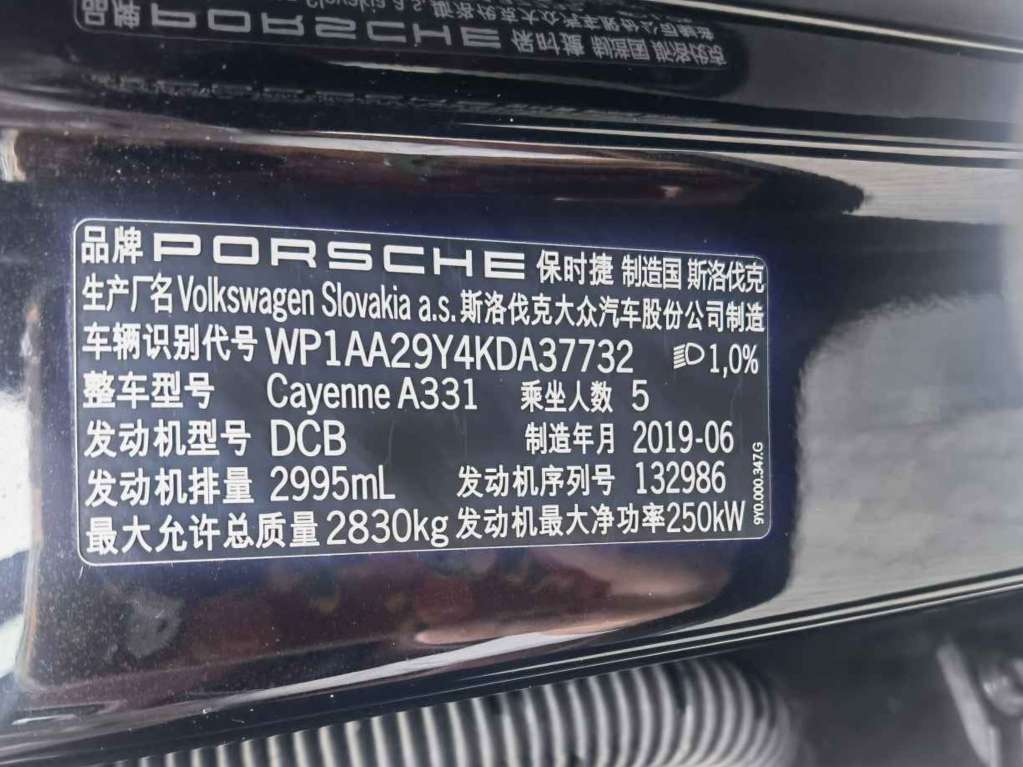 品牌 PORSCHE 保时捷 制造国 斯洛伐克
生产厂名 Volkswagen Slovakia a.s. 斯洛伐克大众汽车股份公司制造
车辆识别代号 WP1AA29Y4KDA37732 1,0%
整车型号 Cayenne A331 乘坐人数 5
发动机型号 DCB 制造年月 2019-06
发动机排量 2995mL 发动机序列号 132986
最大允许总质量 2830kg 发动机最大净功率 250kW
9Y0.000.347.G